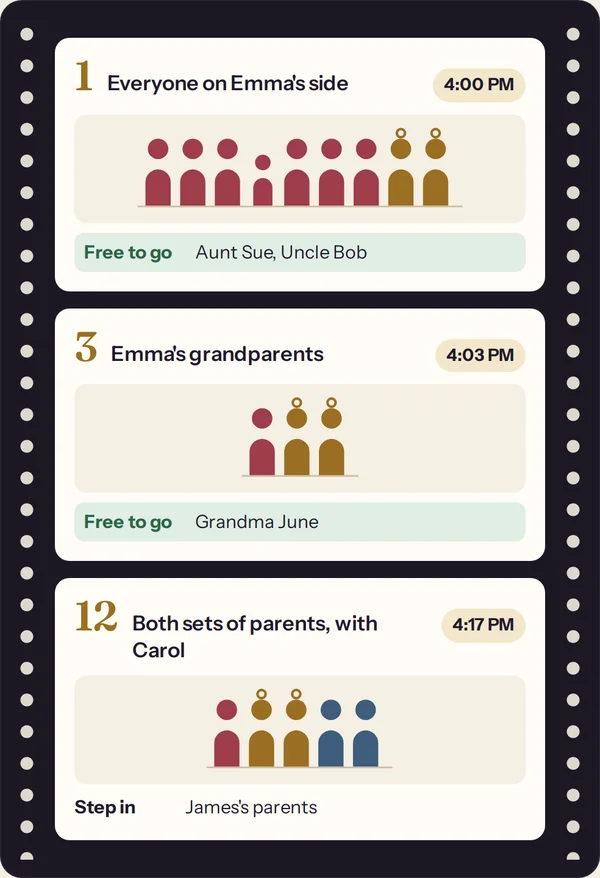 1 Everyone on Emma's side 4:00 PM
Free to go Aunt Sue, Uncle Bob
3 Emma's grandparents 4:03 PM
Free to go Grandma June
12 Both sets of parents, with 4:17 PM
Carol
Step in James's parents